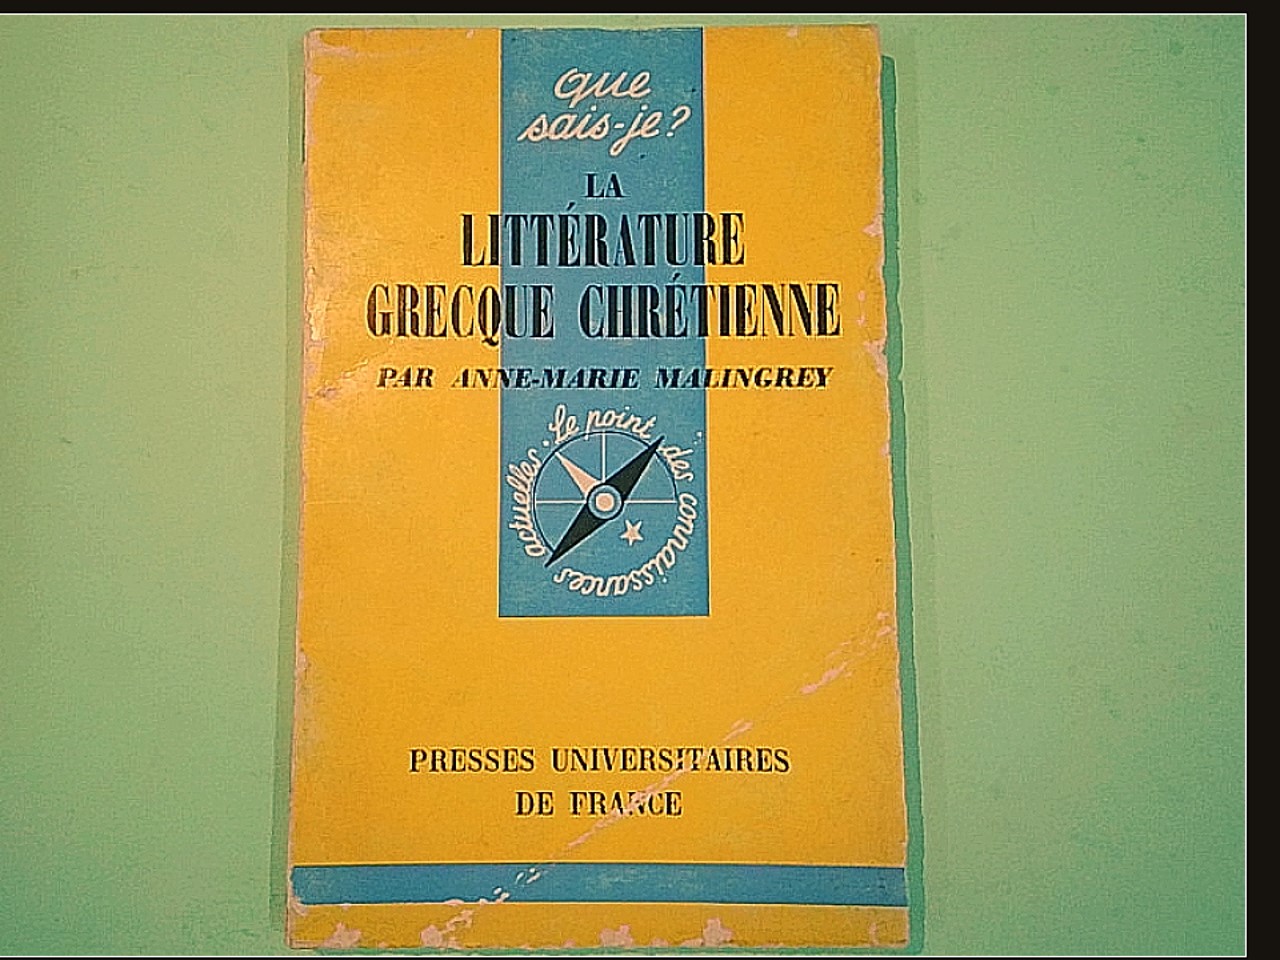 que
sais-je?
LA
LITTÉRATURE
GRECQUE CHRÉTIENNE
PAR ANNE-MARIE MALINGREY
le point des connaissances actuelles
PRESSES UNIVERSITAIRES
DE FRANCE